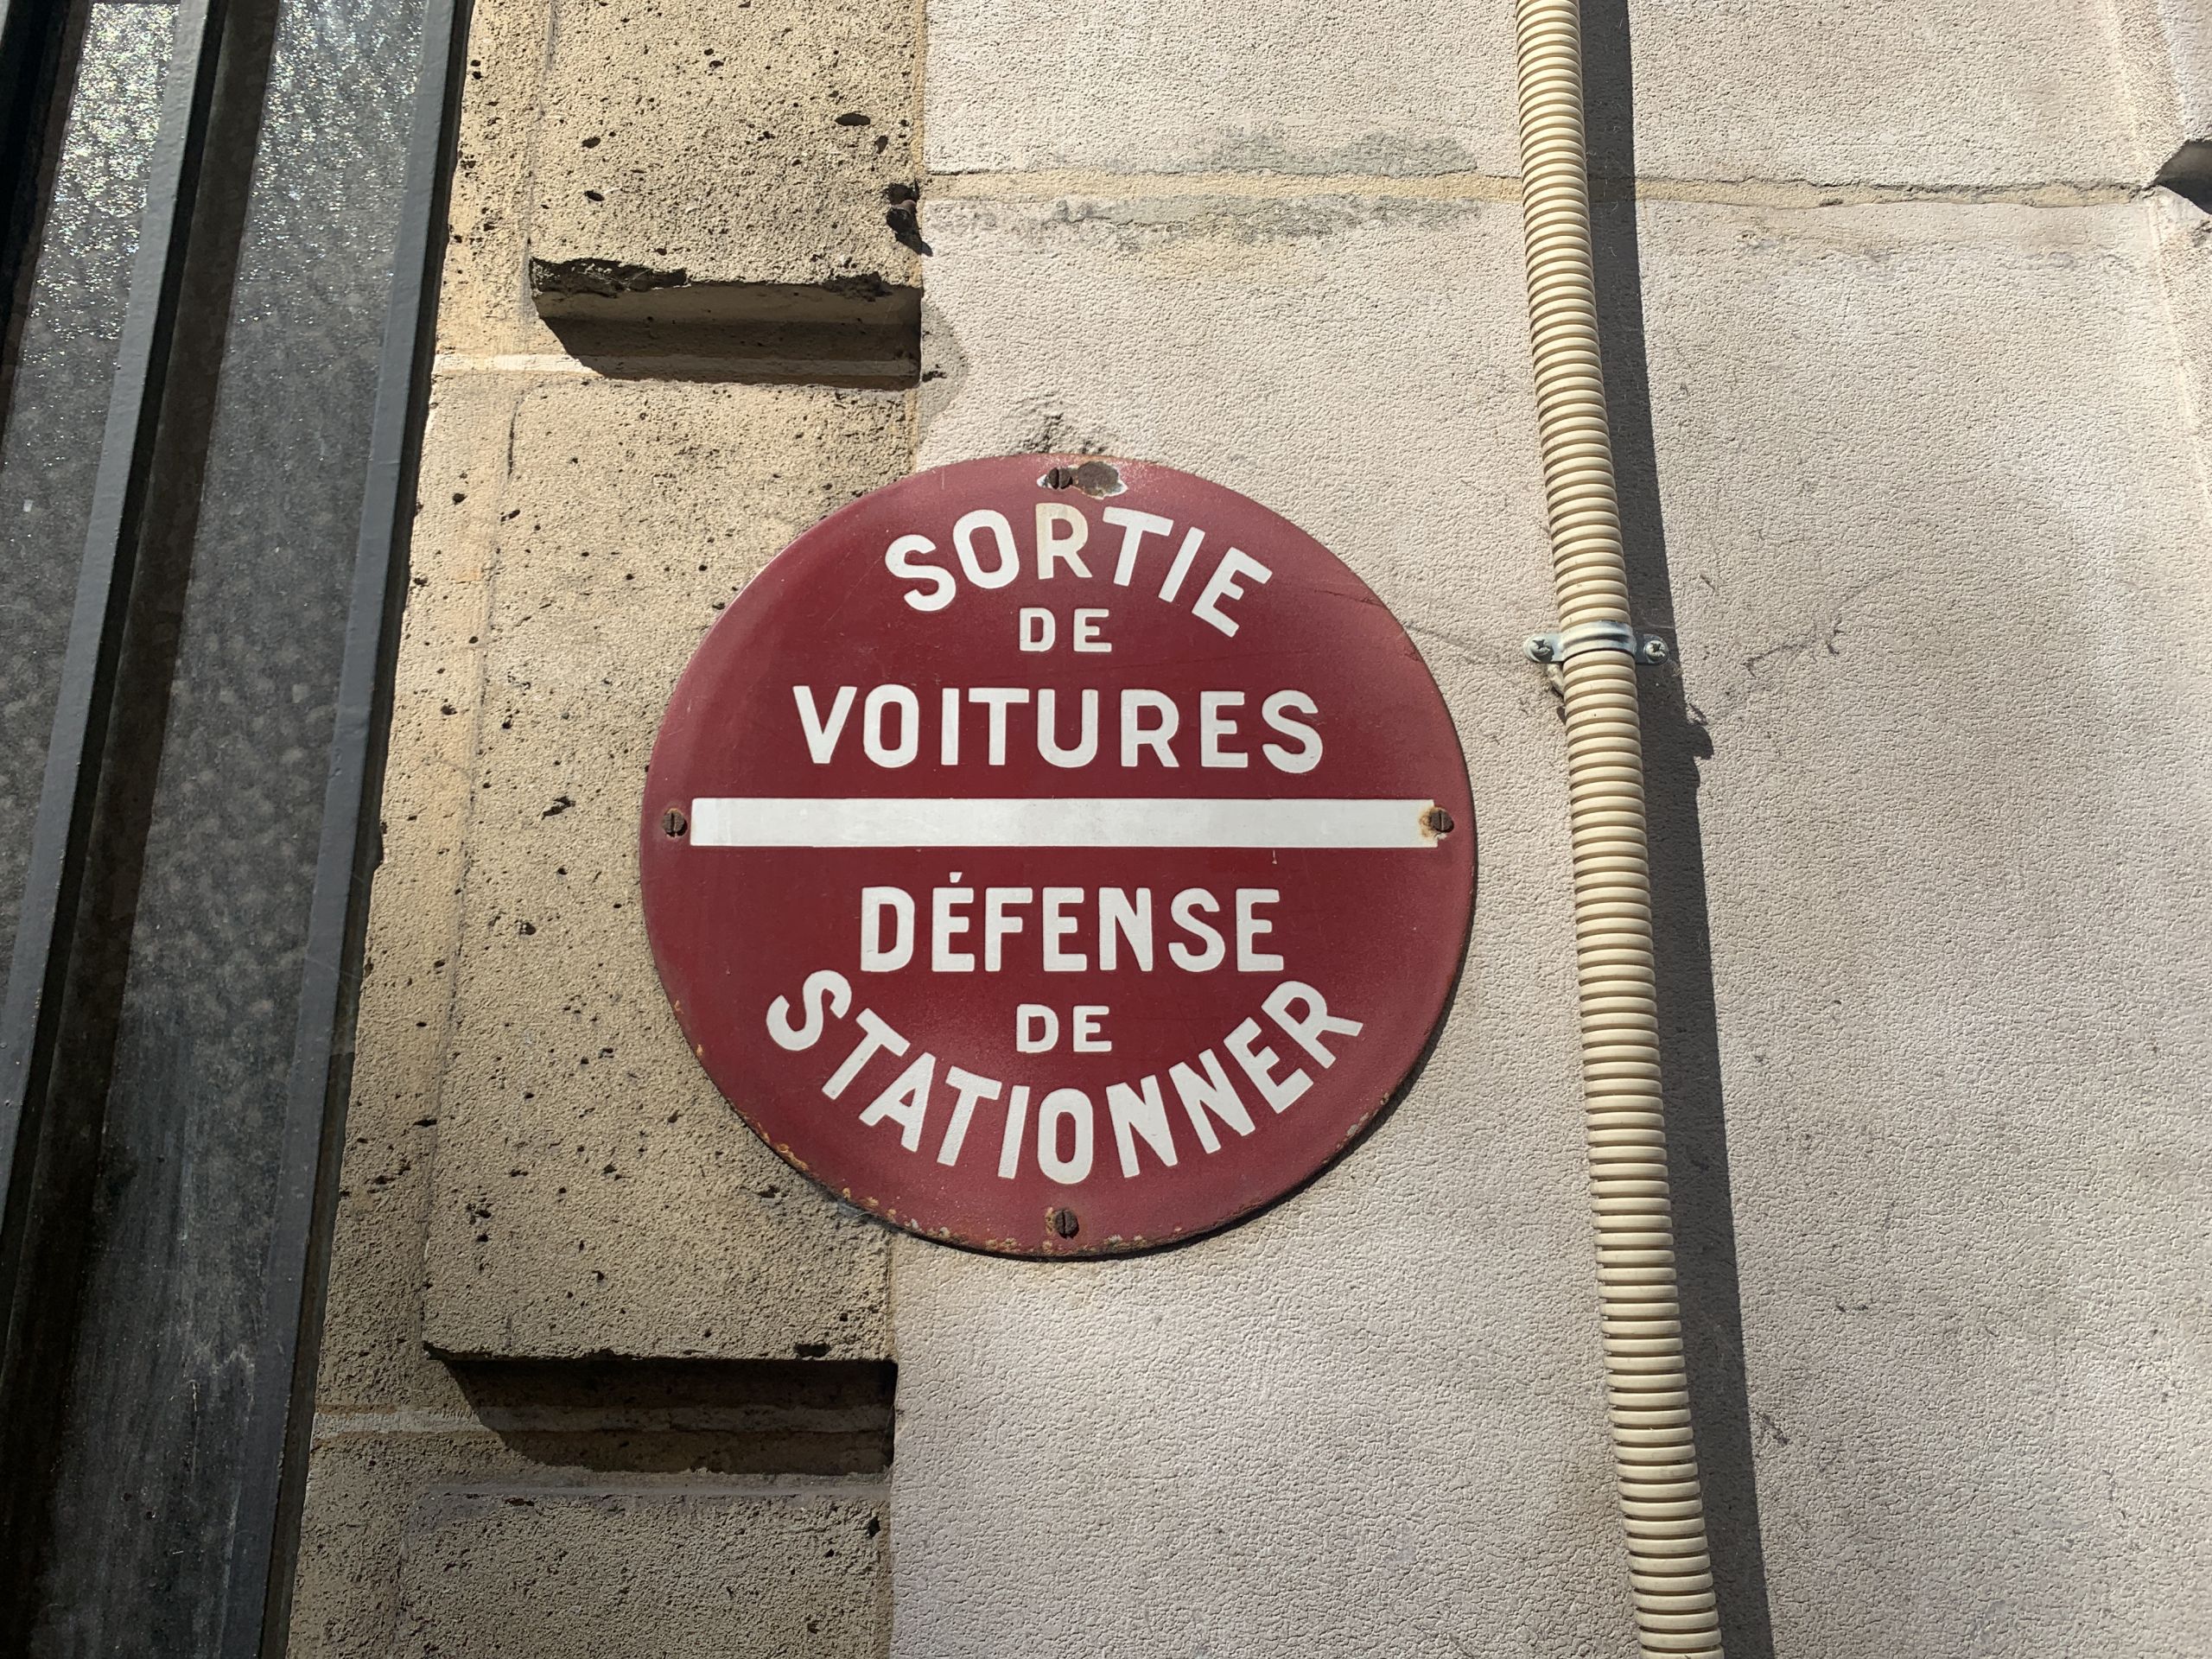 SORTIE
DE
VOITURES
DÉFENSE
DE
STATIONNER